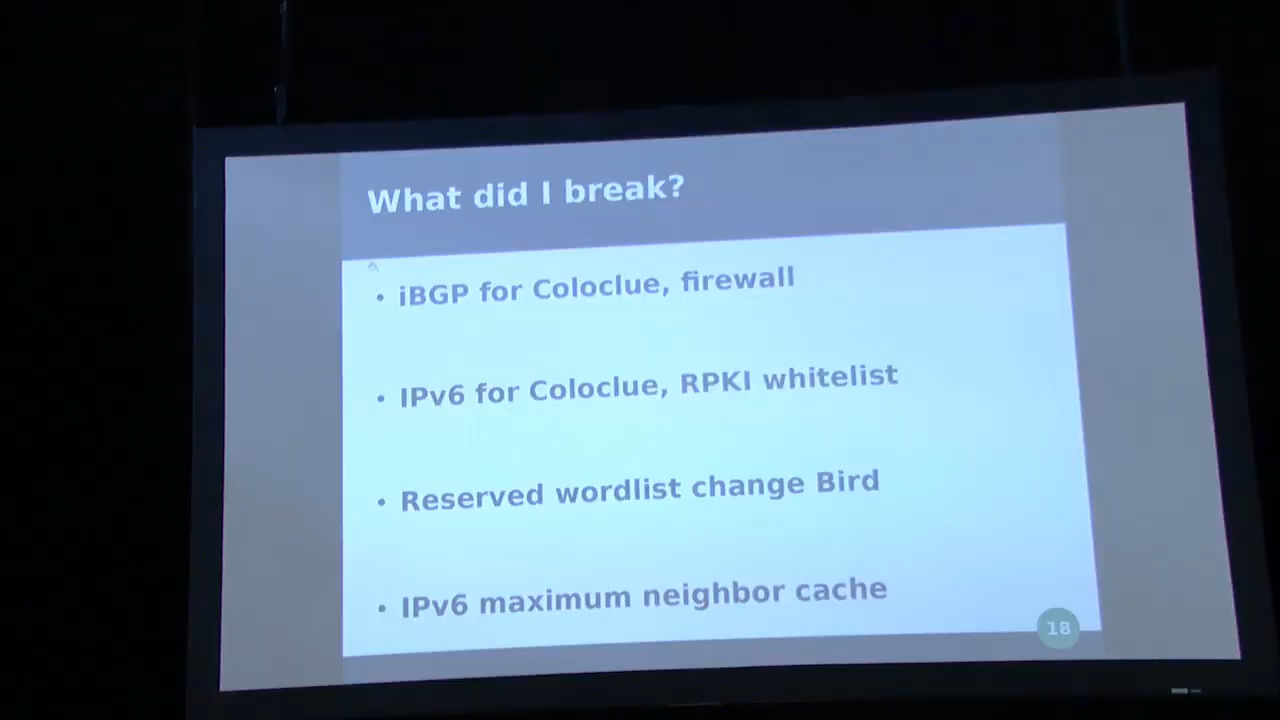 What did I break?
• iBGP for Coloclue, firewall
• IPv6 for Coloclue, RPKI whitelist
• Reserved wordlist change Bird
• IPv6 maximum neighbor cache
18